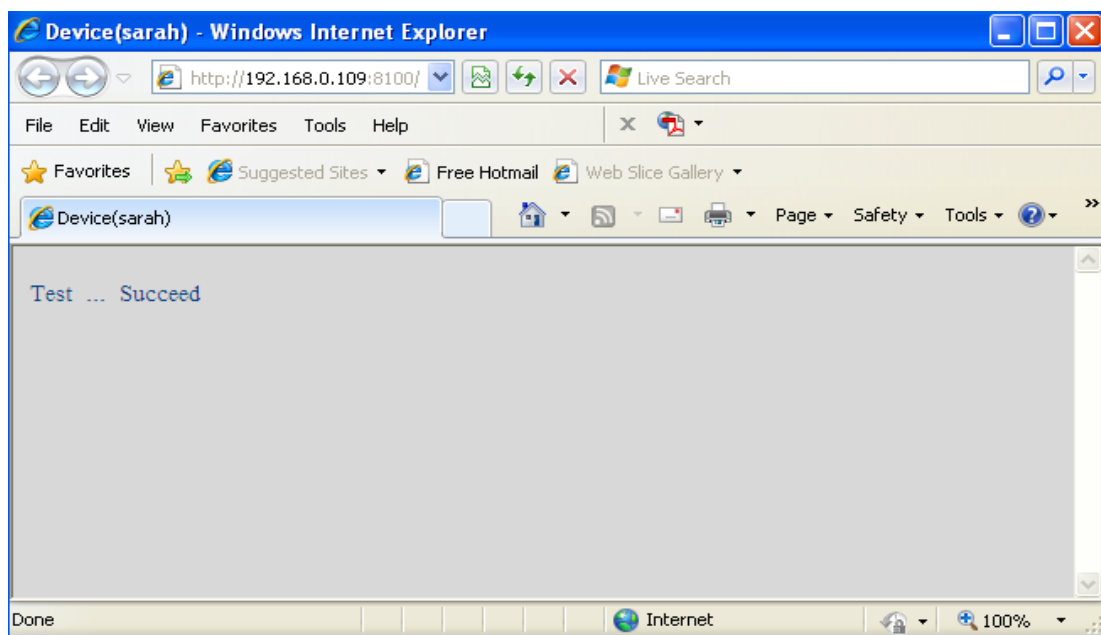 Device(sarah) - Windows Internet Explorer
http://192.168.0.109:8100/ Live Search
File Edit View Favorites Tools Help
Favorites Suggested Sites Free Hotmail Web Slice Gallery
Device(sarah) Page Safety Tools »
Test ... Succeed
Done Internet 100%